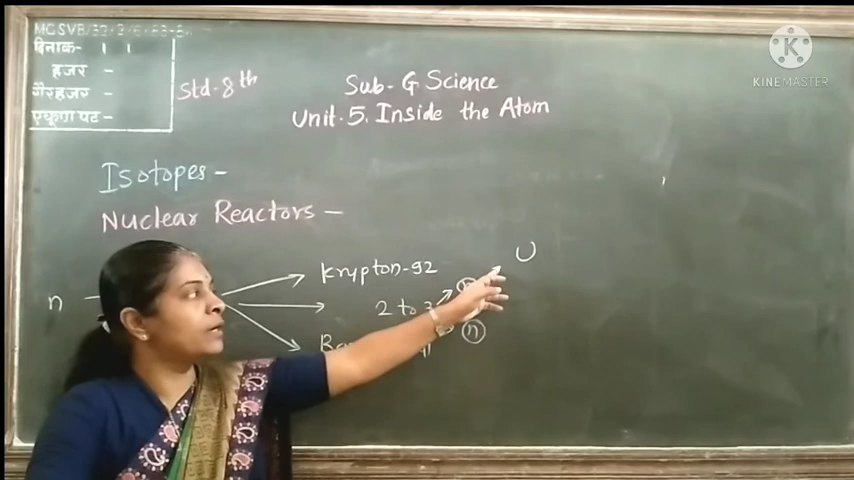 दिनांक- । ।
हजर -
गैरहजर -
एकूण पट -
Std-8th
Sub- G Science
Unit. 5. Inside the Atom
KINEMASTER
Isotopes -
Nuclear Reactors -
Krypton-92
U
n
2 to 3
n